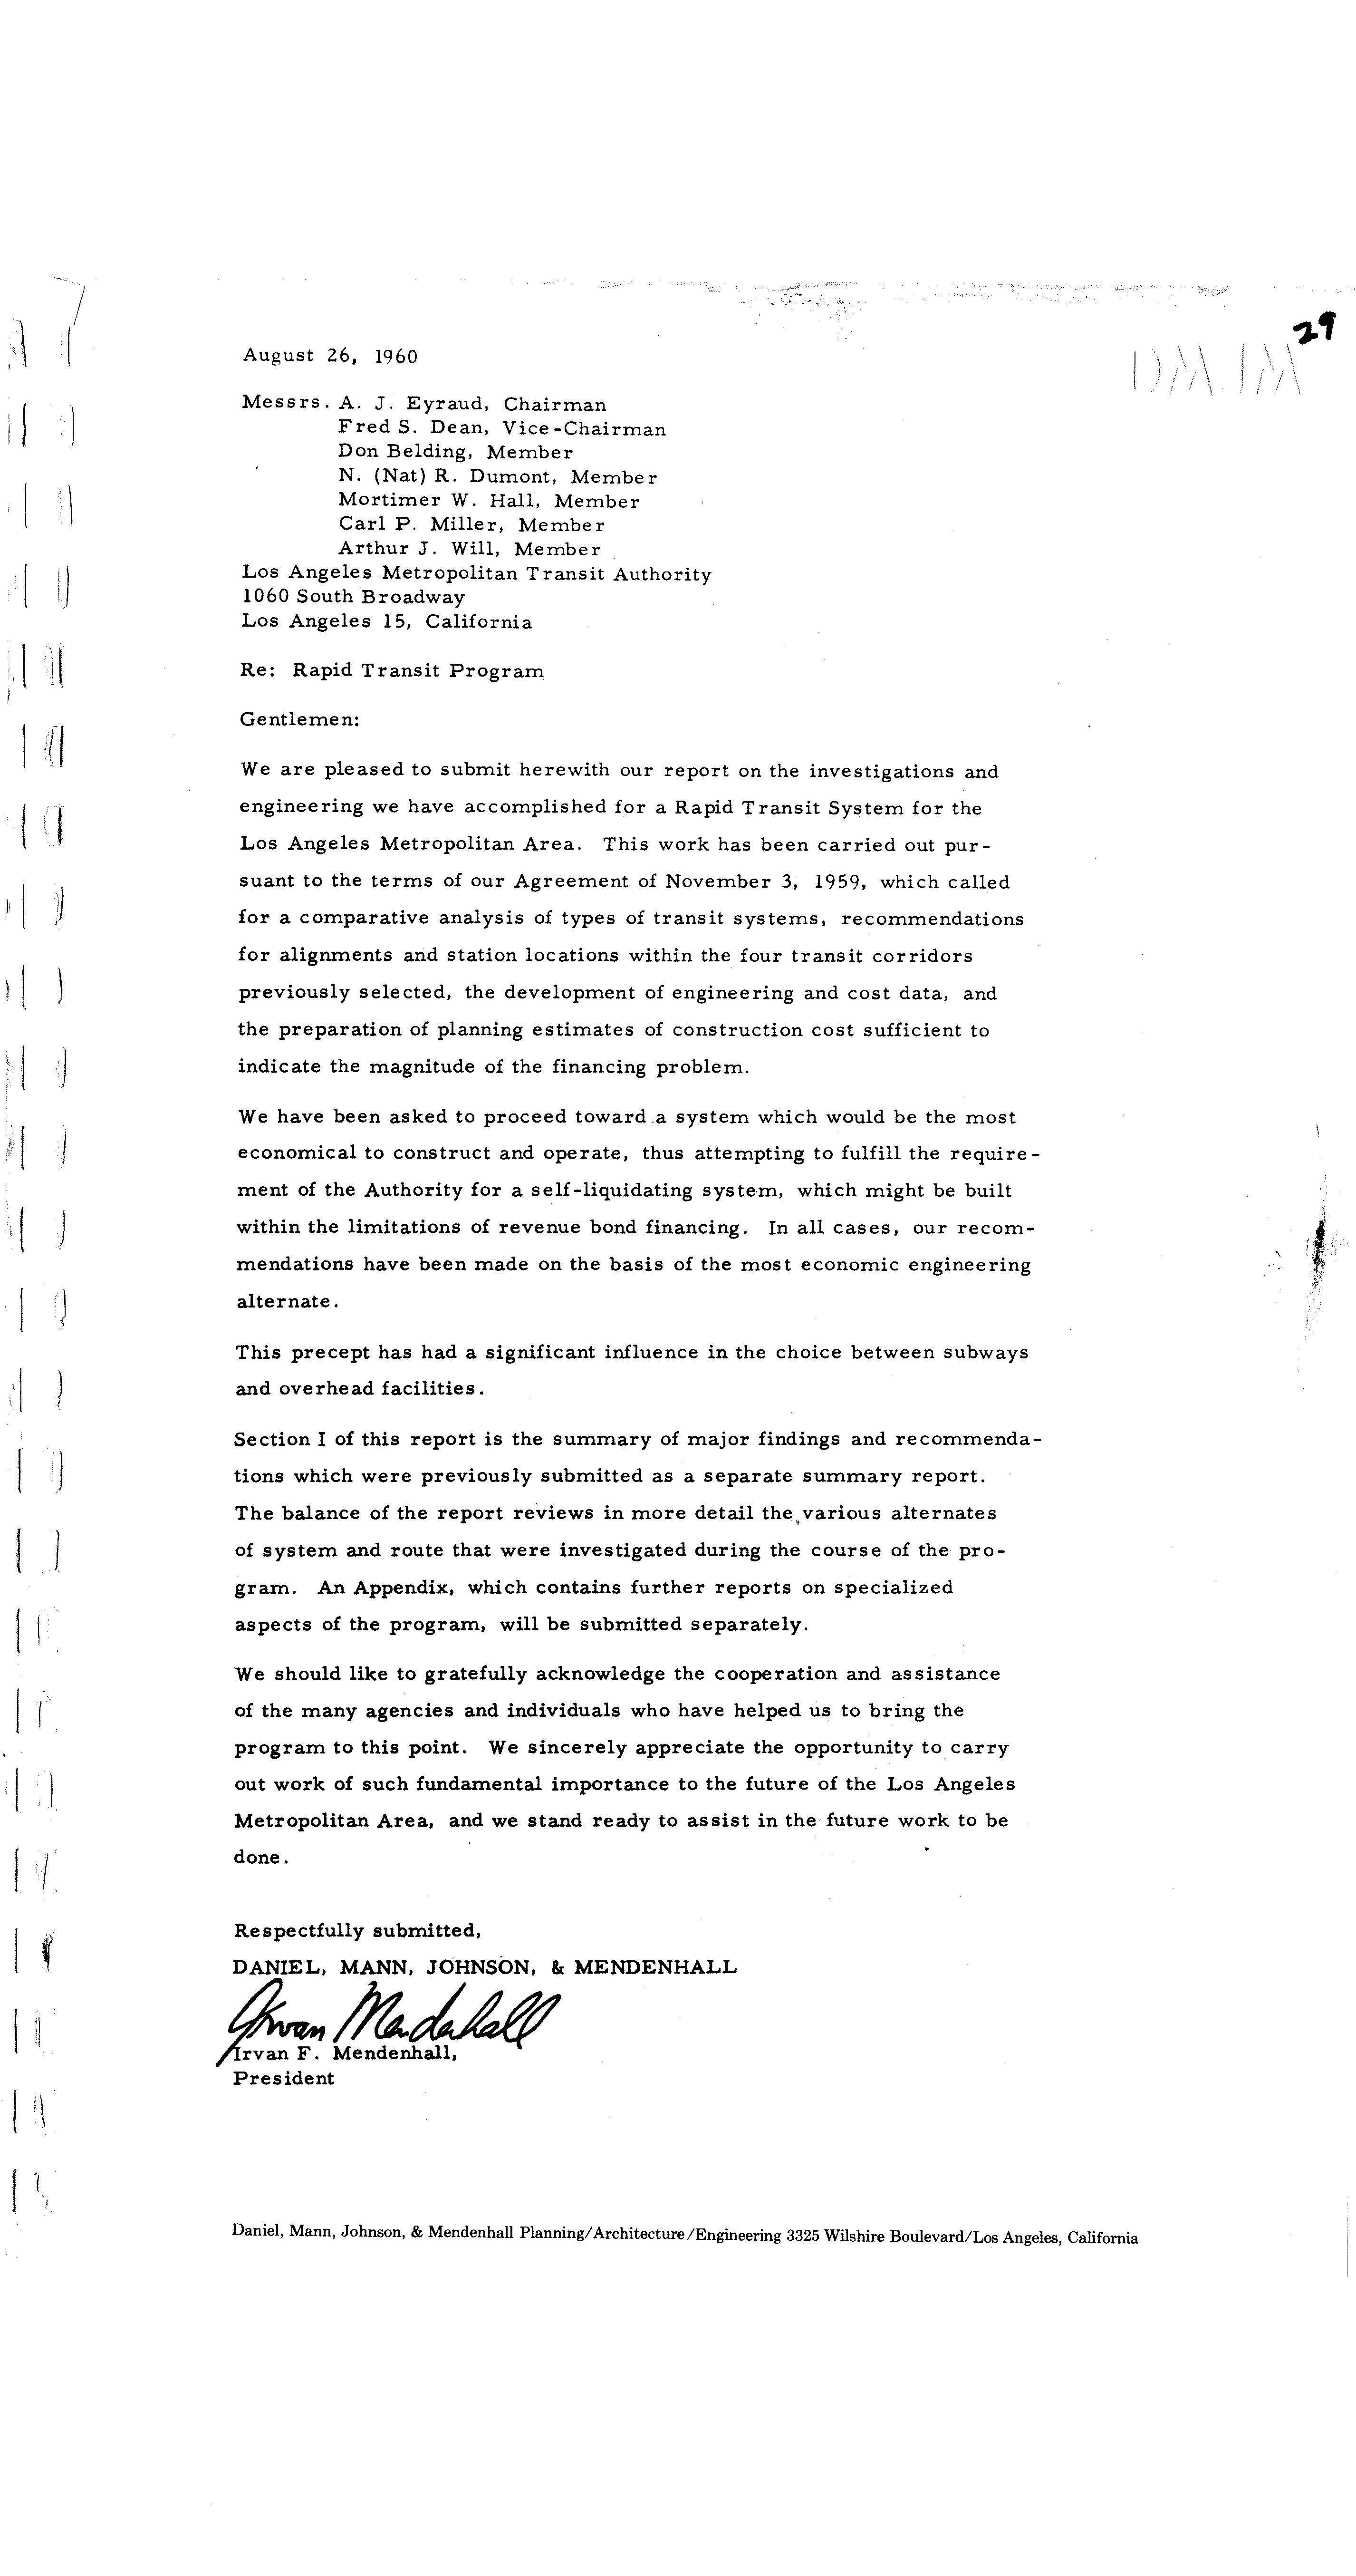 29
DMJM
August 26, 1960
Messrs. A. J. Eyraud, Chairman
Fred S. Dean, Vice-Chairman
Don Belding, Member
N. (Nat) R. Dumont, Member
Mortimer W. Hall, Member
Carl P. Miller, Member
Arthur J. Will, Member
Los Angeles Metropolitan Transit Authority
1060 South Broadway
Los Angeles 15, California
Re: Rapid Transit Program
Gentlemen:
We are pleased to submit herewith our report on the investigations and
engineering we have accomplished for a Rapid Transit System for the
Los Angeles Metropolitan Area. This work has been carried out pur-
suant to the terms of our Agreement of November 3, 1959, which called
for a comparative analysis of types of transit systems, recommendations
for alignments and station locations within the four transit corridors
previously selected, the development of engineering and cost data, and
the preparation of planning estimates of construction cost sufficient to
indicate the magnitude of the financing problem.
We have been asked to proceed toward a system which would be the most
economical to construct and operate, thus attempting to fulfill the require-
ment of the Authority for a self-liquidating system, which might be built
within the limitations of revenue bond financing. In all cases, our recom-
mendations have been made on the basis of the most economic engineering
alternate.
This precept has had a significant influence in the choice between subways
and overhead facilities.
Section I of this report is the summary of major findings and recommenda-
tions which were previously submitted as a separate summary report.
The balance of the report reviews in more detail the various alternates
of system and route that were investigated during the course of the pro-
gram. An Appendix, which contains further reports on specialized
aspects of the program, will be submitted separately.
We should like to gratefully acknowledge the cooperation and assistance
of the many agencies and individuals who have helped us to bring the
program to this point. We sincerely appreciate the opportunity to carry
out work of such fundamental importance to the future of the Los Angeles
Metropolitan Area, and we stand ready to assist in the future work to be
done.
Respectfully submitted,
DANIEL, MANN, JOHNSON, & MENDENHALL
Irvan Mendenhall
Irvan F. Mendenhall,
President
Daniel, Mann, Johnson, & Mendenhall Planning/Architecture/Engineering 3325 Wilshire Boulevard/Los Angeles, California